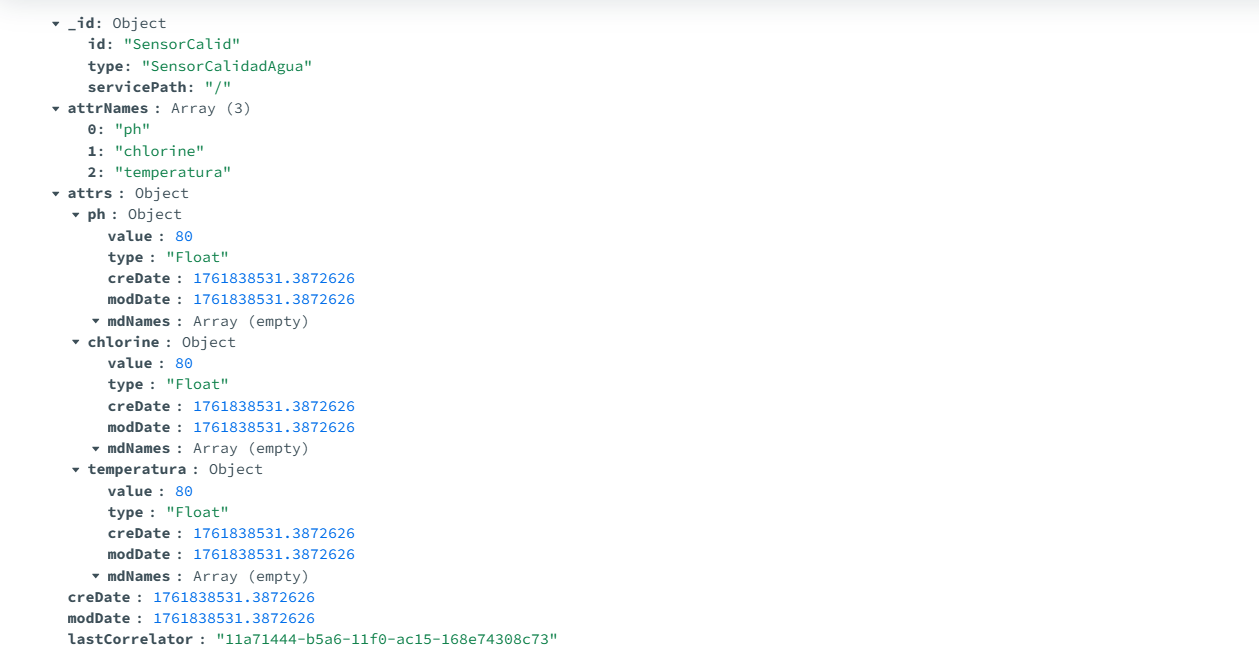 _id: Object
id: "SensorCalid"
type: "SensorCalidadAgua"
servicePath: "/"
attrNames : Array (3)
0: "ph"
1: "chlorine"
2: "temperatura"
attrs : Object
ph : Object
value : 80
type : "Float"
creDate : 1761838531.3872626
modDate : 1761838531.3872626
mdNames : Array (empty)
chlorine : Object
value : 80
type : "Float"
creDate : 1761838531.3872626
modDate : 1761838531.3872626
mdNames : Array (empty)
temperatura : Object
value : 80
type : "Float"
creDate : 1761838531.3872626
modDate : 1761838531.3872626
mdNames : Array (empty)
creDate : 1761838531.3872626
modDate : 1761838531.3872626
lastCorrelator : "11a71444-b5a6-11f0-ac15-168e74308c73"